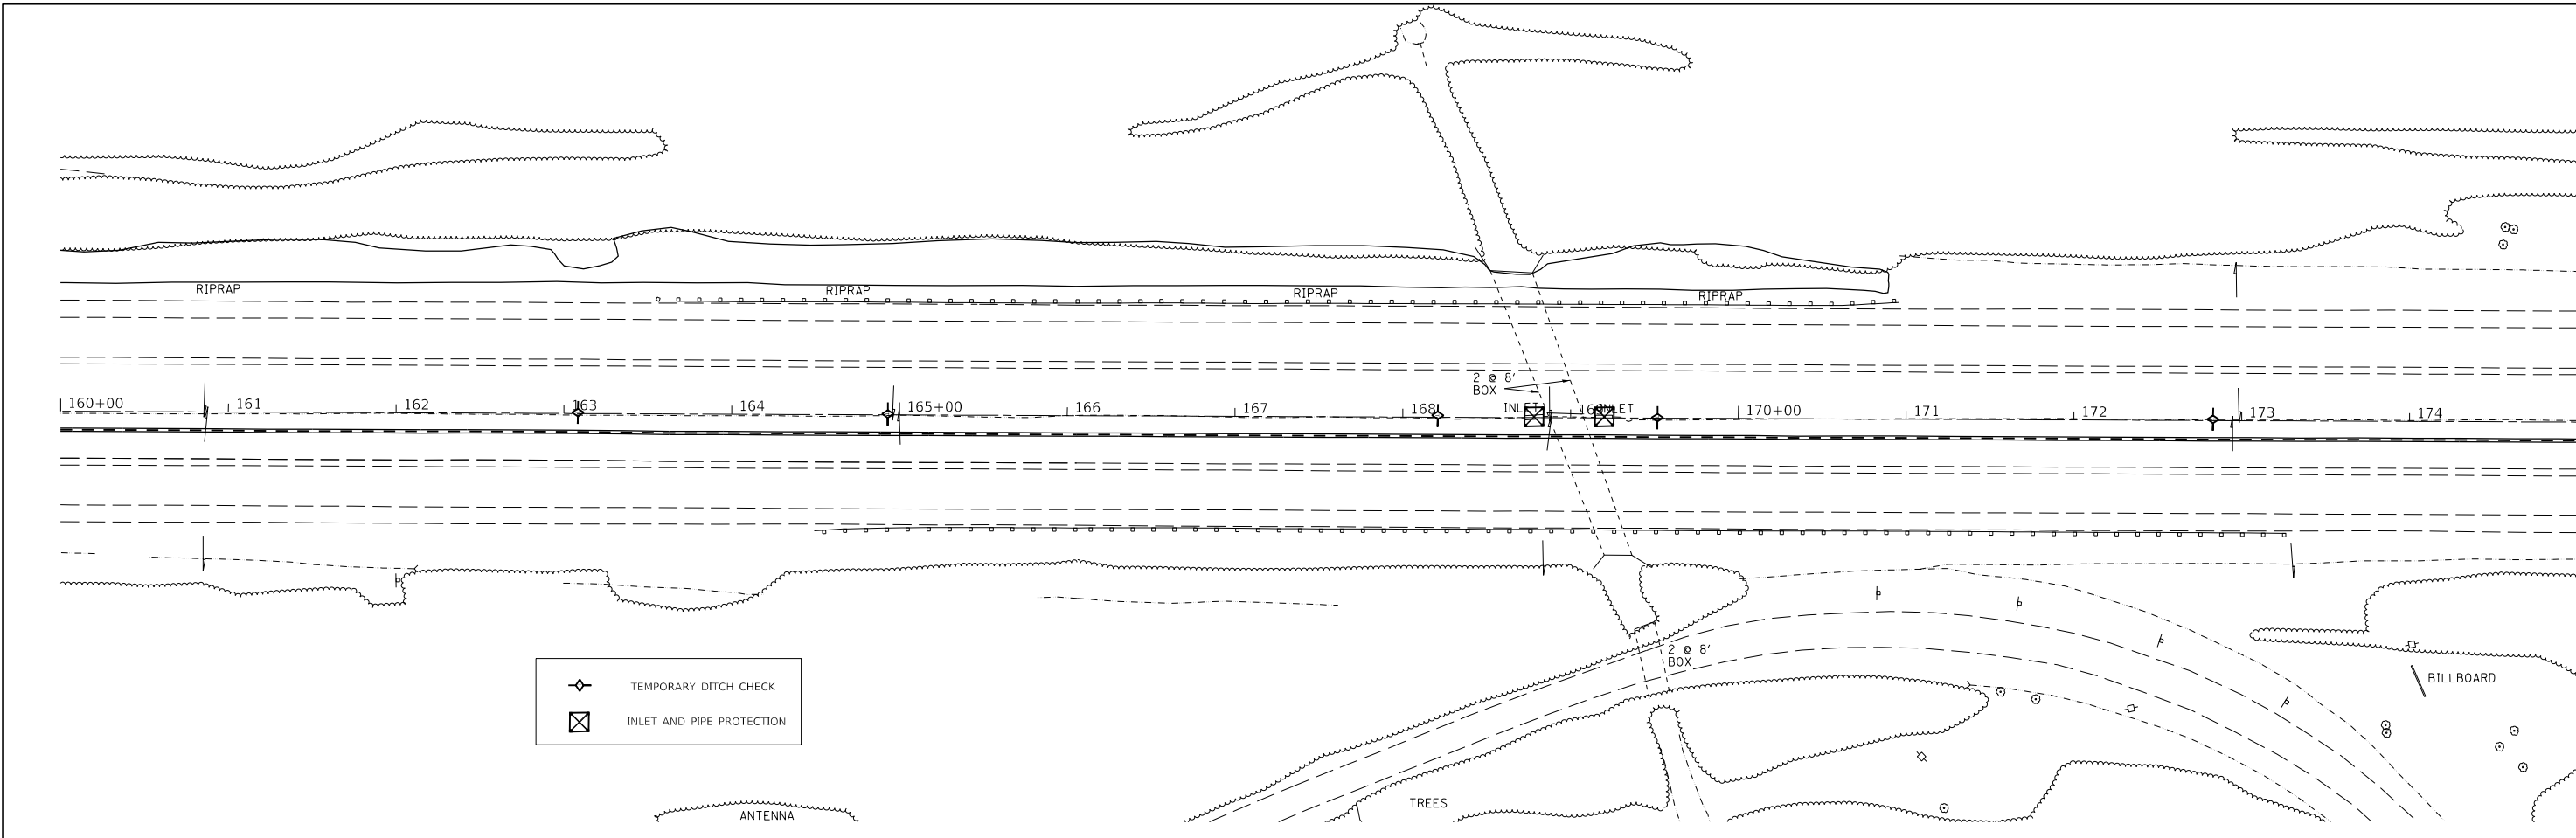 RIPRAP
RIPRAP
RIPRAP
RIPRAP
2 @ 8'
BOX
160+00
161
162
163
164
165+00
166
167
168
INLET
169
INLET
170+00
171
172
173
174
2 @ 8'
BOX
TEMPORARY DITCH CHECK
INLET AND PIPE PROTECTION
BILLBOARD
TREES
ANTENNA